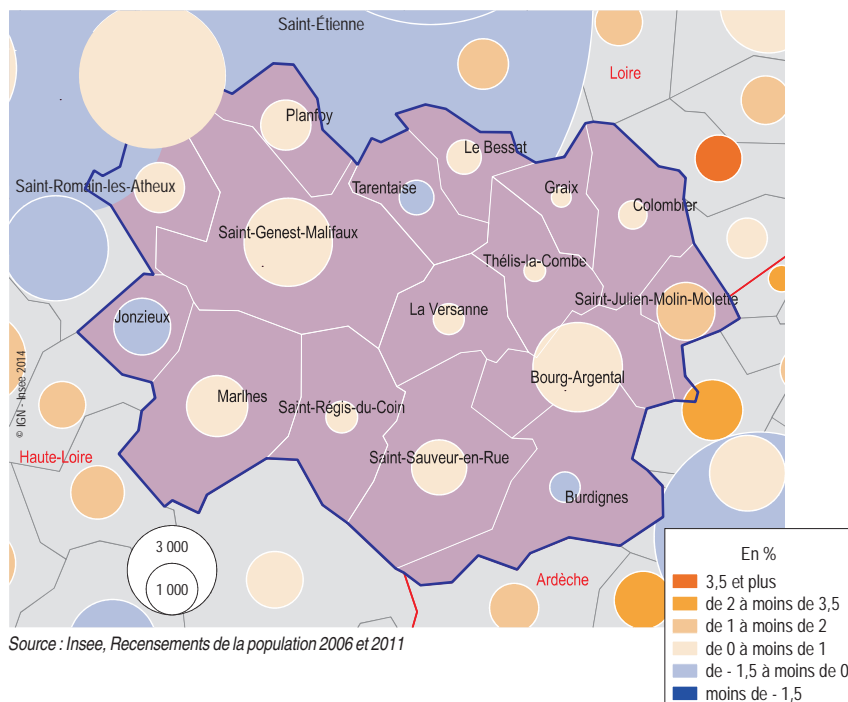 Saint-Étienne
Loire
Planfoy
Le Bessat
Saint-Romain-les-Atheux
Tarentaise
Graix
Colombier
Saint-Genest-Malifaux
Thélis-la-Combe
Saint-Julien-Molin-Molette
Jonzieux
La Versanne
Bourg-Argental
Marlhes
Saint-Régis-du-Coin
Saint-Sauveur-en-Rue
Haute-Loire
Burdignes
© IGN - Insee 2014
3 000
1 000
Ardèche
En %
3,5 et plus
de 2 à moins de 3,5
de 1 à moins de 2
de 0 à moins de 1
de - 1,5 à moins de 0
moins de - 1,5
Source : Insee, Recensements de la population 2006 et 2011